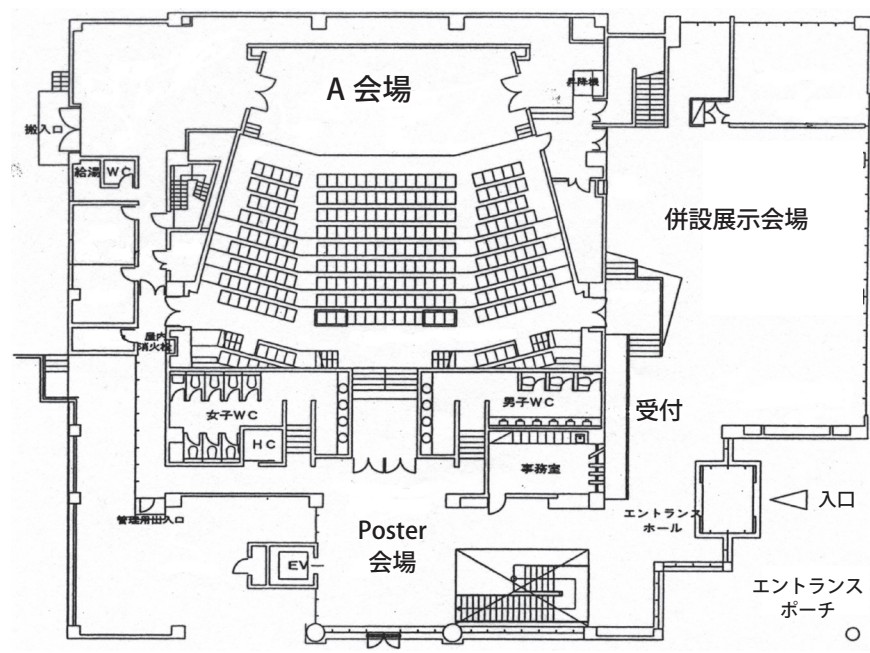 A 会場
昇降機
搬入口
給湯
WC
併設展示会場
屋内
消火栓
女子WC
男子WC
受付
HC
事務室
入口
エントランス
ホール
管理用出入口
Poster
会場
EV
エントランス
ポーチ